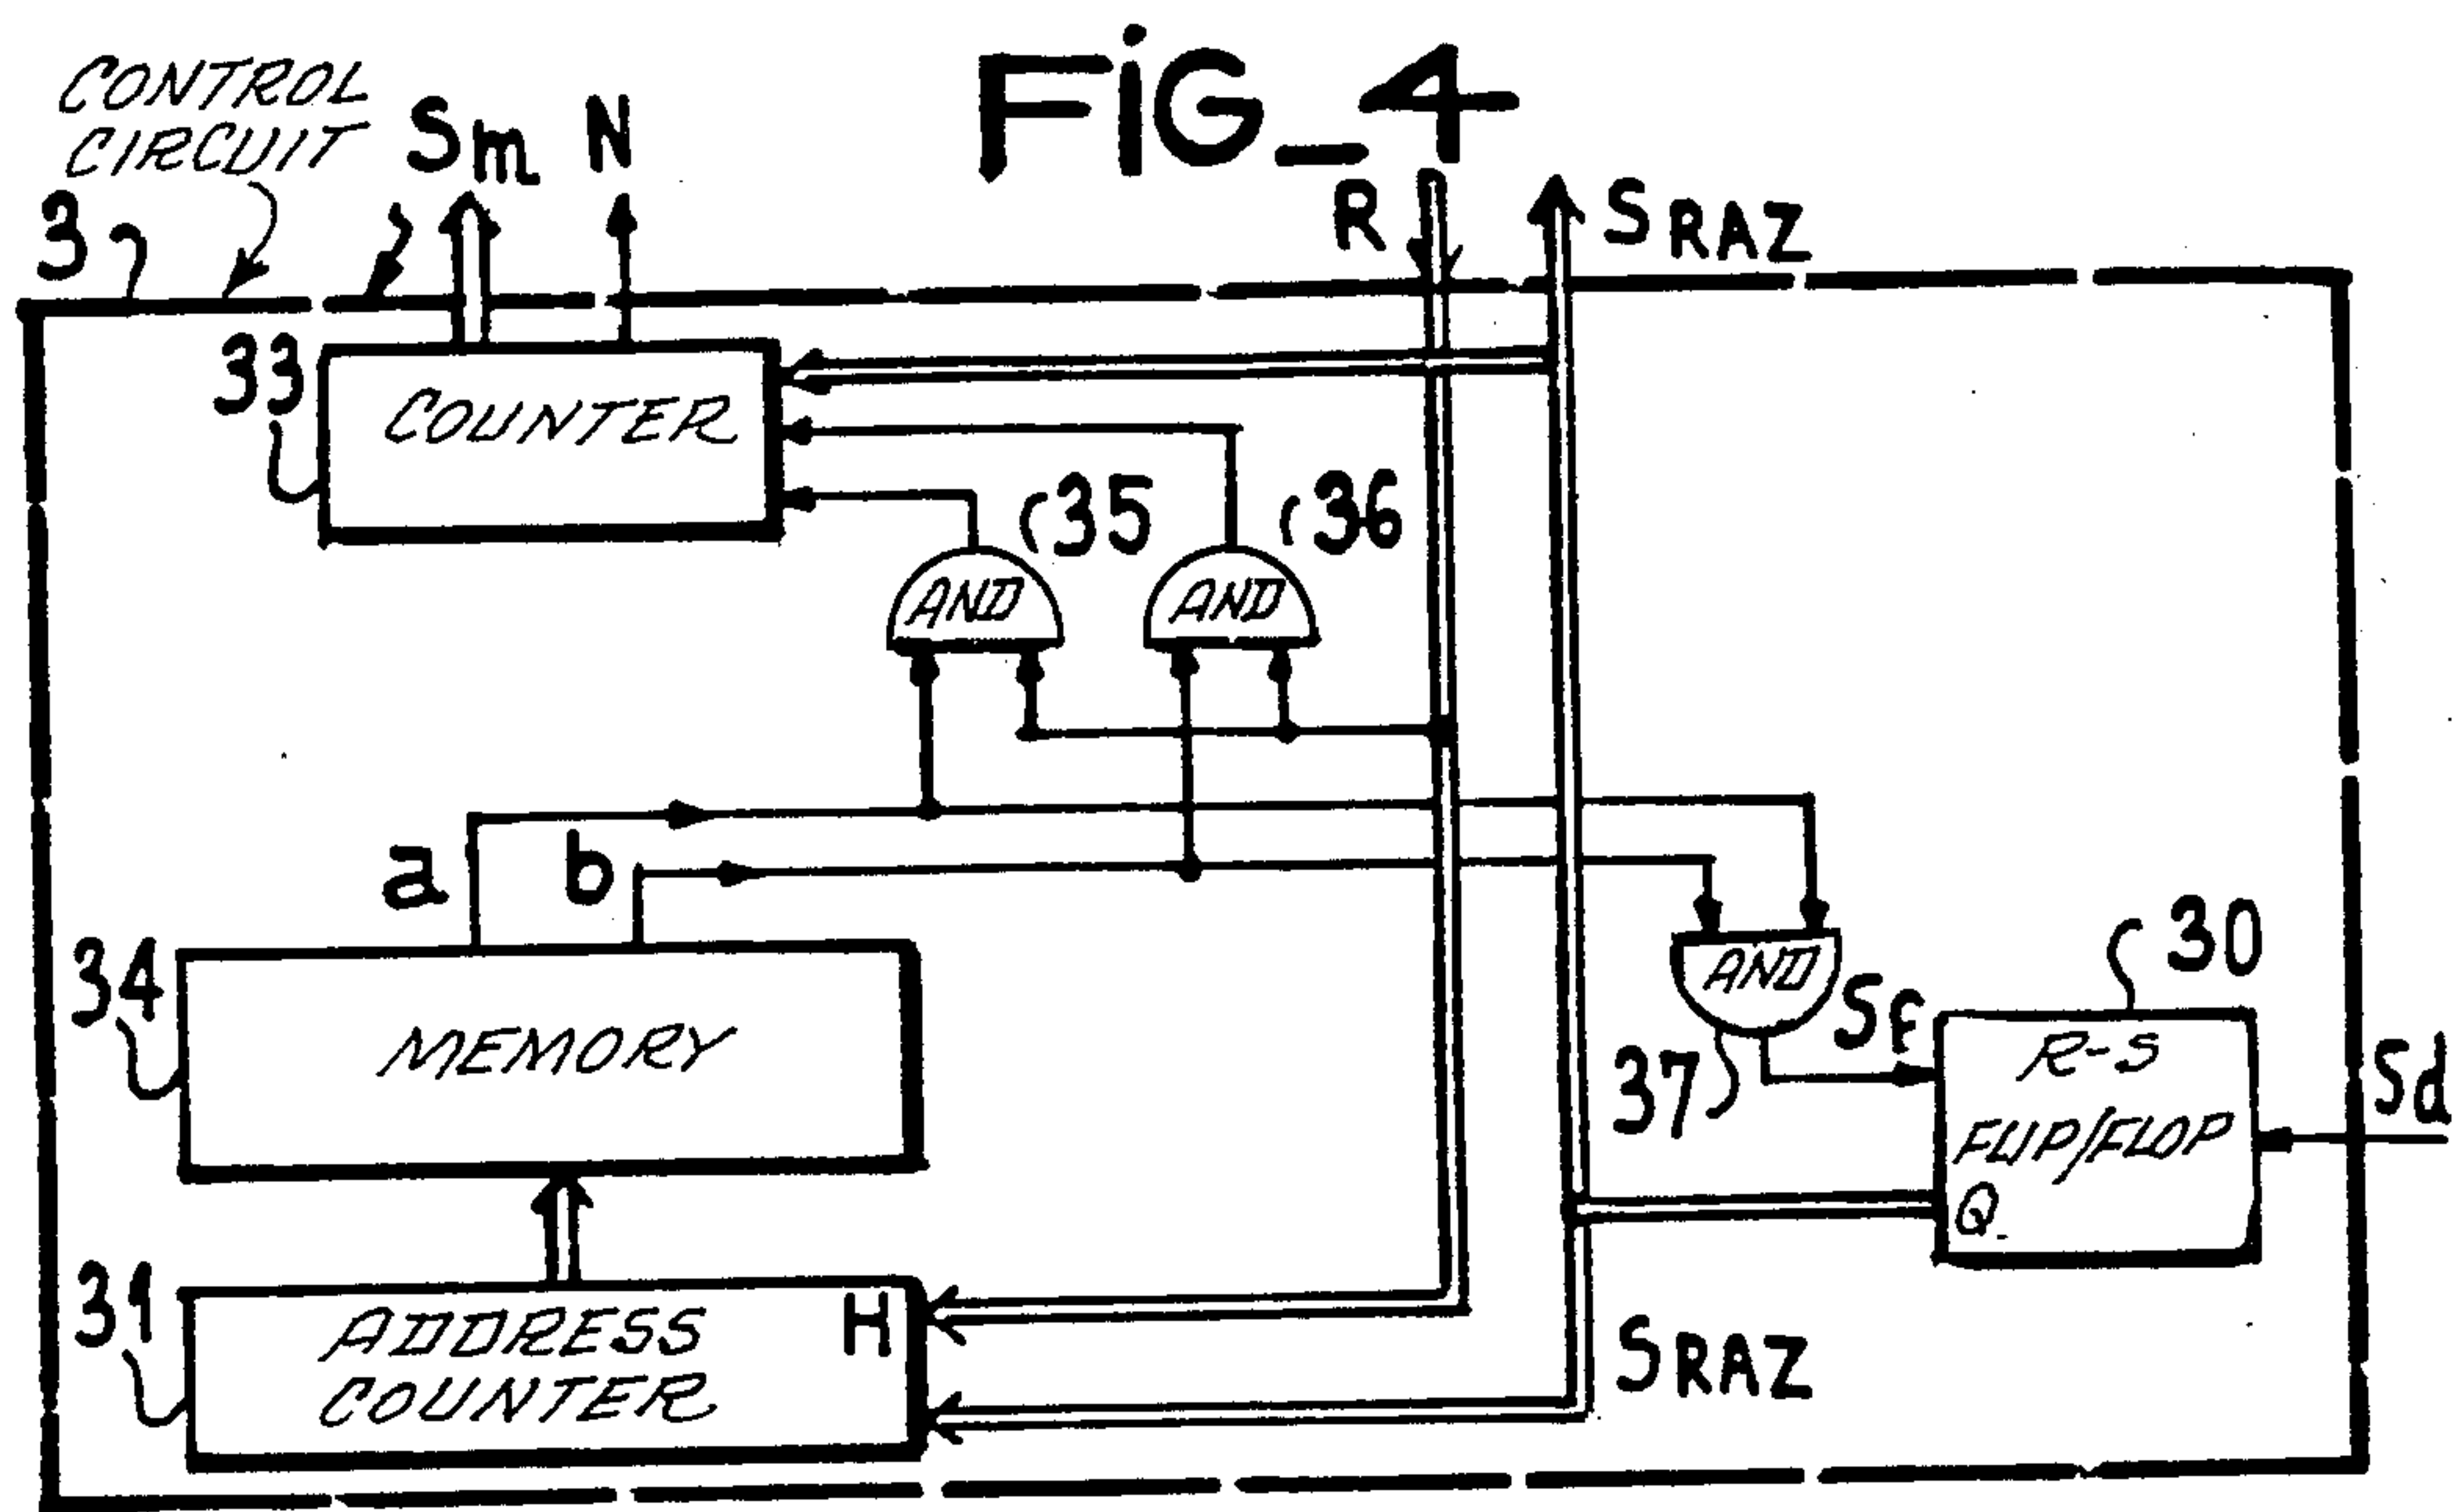 FIG_4
CONTROL
CIRCUIT
Sm
N
R
SRAZ
3
33
COUNTER
35
36
AND
AND
a
b
34
MEMORY
AND
Sf
30
37
R-S
FLIP/FLOP
Q
Sd
31
ADDRESS
COUNTER
H
SRAZ